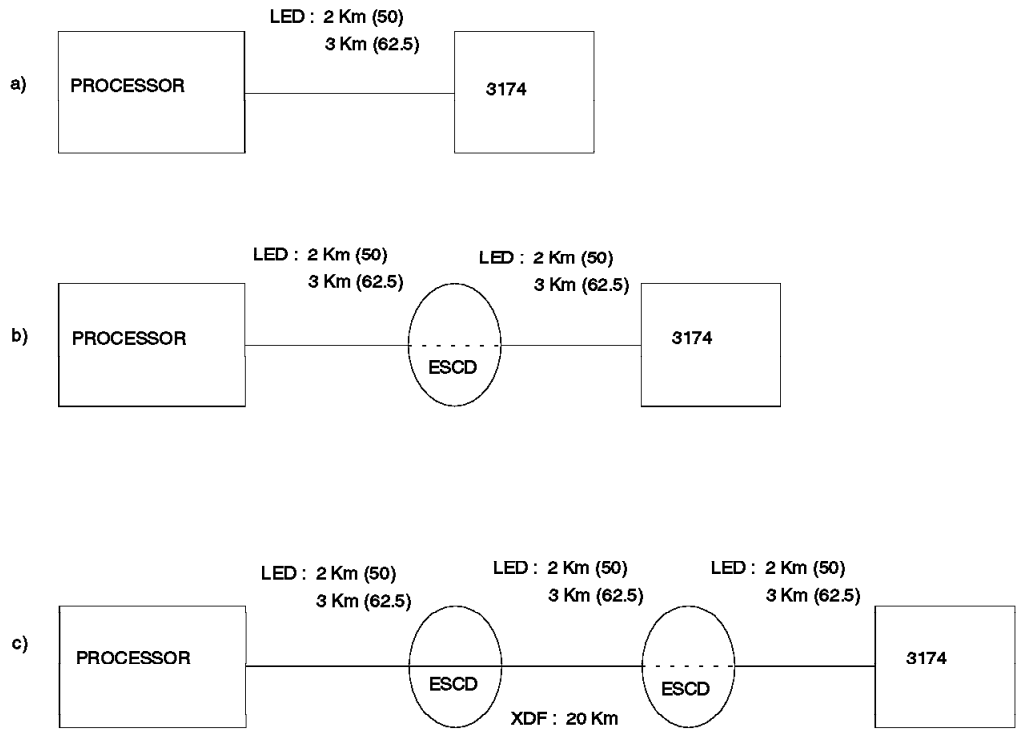 LED : 2 Km (50)
3 Km (62.5)
a)
PROCESSOR
3174
LED : 2 Km (50)
3 Km (62.5)
LED : 2 Km (50)
3 Km (62.5)
b)
PROCESSOR
ESCD
3174
LED : 2 Km (50)
3 Km (62.5)
LED : 2 Km (50)
3 Km (62.5)
LED : 2 Km (50)
3 Km (62.5)
c)
PROCESSOR
ESCD
ESCD
3174
XDF : 20 Km